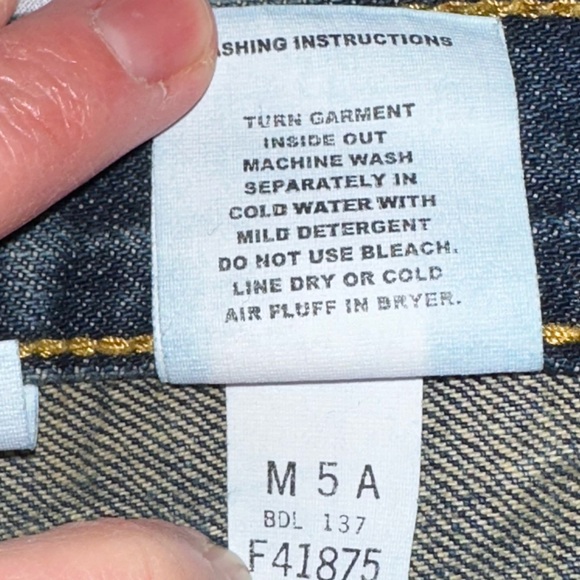 ASHING INSTRUCTIONS
TURN GARMENT
INSIDE OUT
MACHINE WASH
SEPARATELY IN
COLD WATER WITH
MILD DETERGENT
DO NOT USE BLEACH.
LINE DRY OR COLD
AIR FLUFF IN DRYER.
M 5 A
BDL 137
F41875